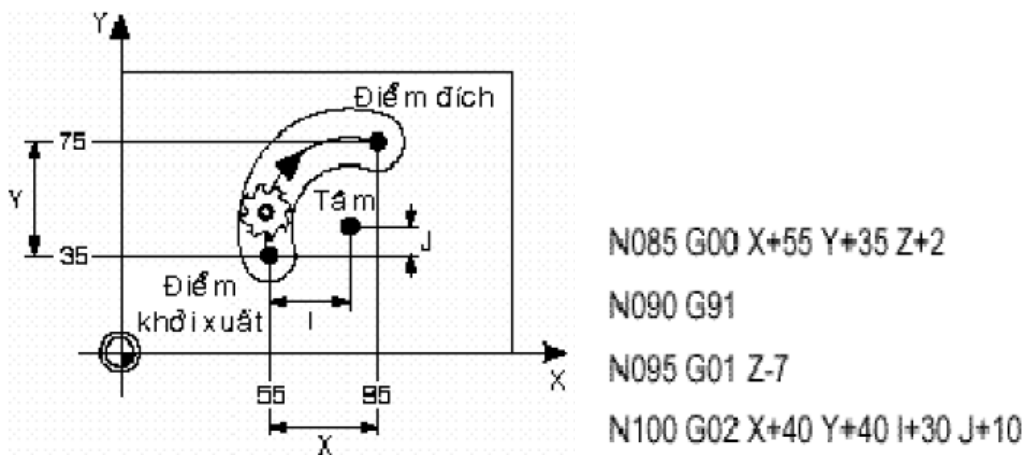 Y
Điểm đích
75
Y
Tâm
J
35
Điểm
khởi xuất
I
X
55
95
X
N085 G00 X+55 Y+35 Z+2
N090 G91
N095 G01 Z-7
N100 G02 X+40 Y+40 I+30 J+10